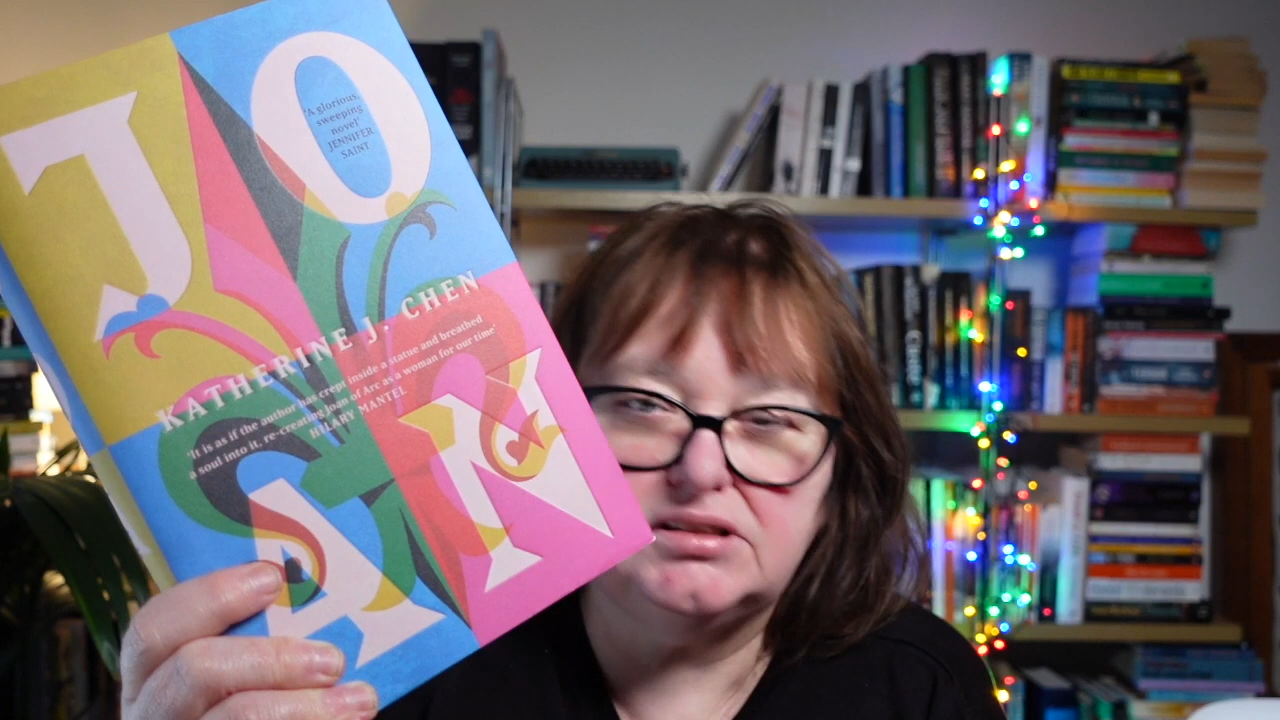 JO
'A glorious,
sweeping
novel'
JENNIFER
SAINT
KATHERINE J. CHEN
'It is as if the author has crept inside a statue and breathed
a soul into it, re-creating Joan of Arc as a woman for our time'
HILARY MANTEL
AN